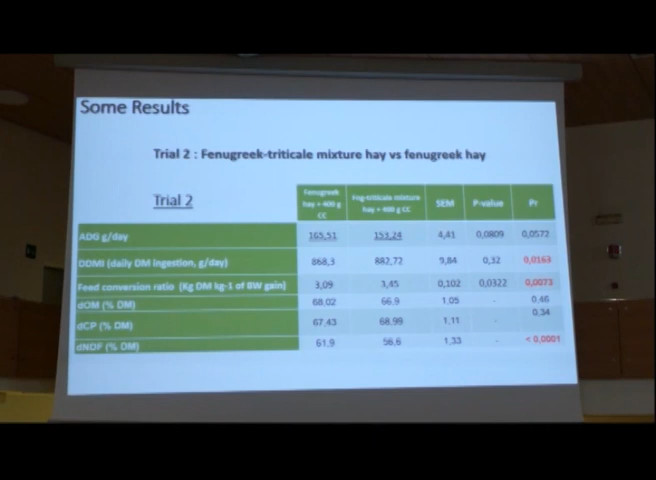 Some Results
Trial 2 : Fenugreek-triticale mixture hay vs fenugreek hay
Trial 2
Fenugreek hay + 400 g CC Feg-triticale mixture hay + 400 g CC SEM P-value Pr
ADG g/day 165,51 153,24 4,41 0,0809 0,0572
DDMI (daily DM ingestion, g/day) 868,3 882,72 9,84 0,32 0,0163
Feed conversion ratio (Kg DM kg-1 of BW gain) 3,09 3,45 0,102 0,0322 0,0073
dOM (% DM) 68,02 66,9 1,05 - 0,46
dCP (% DM) 67,43 68,99 1,11 - 0,34
dNDF (% DM) 61,9 56,6 1,33 - < 0,0001